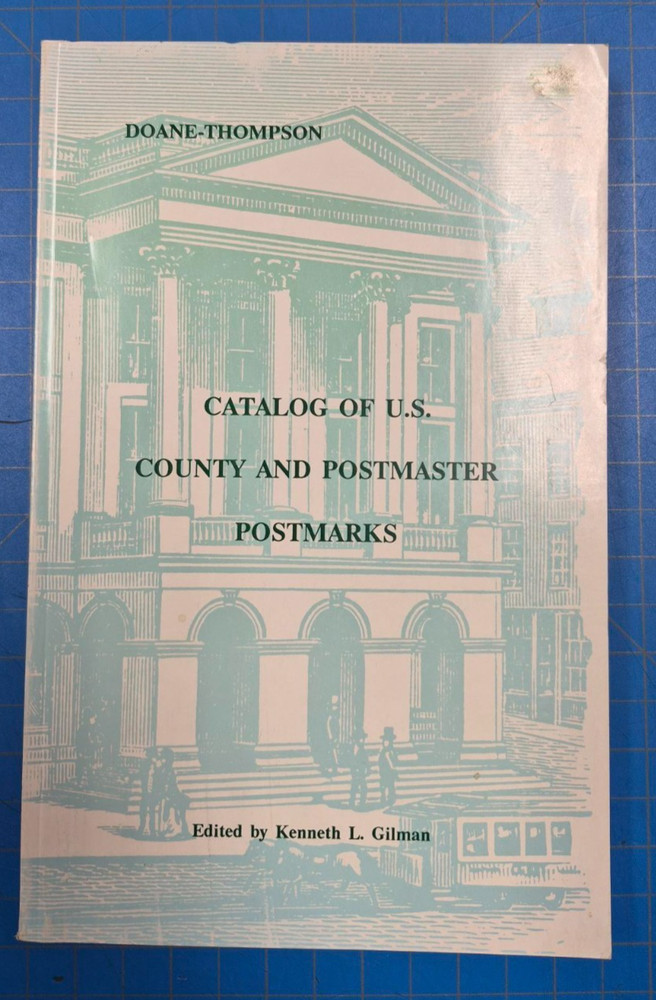 DOANE-THOMPSON
CATALOG OF U.S.
COUNTY AND POSTMASTER
POSTMARKS
Edited by Kenneth L. Gilman